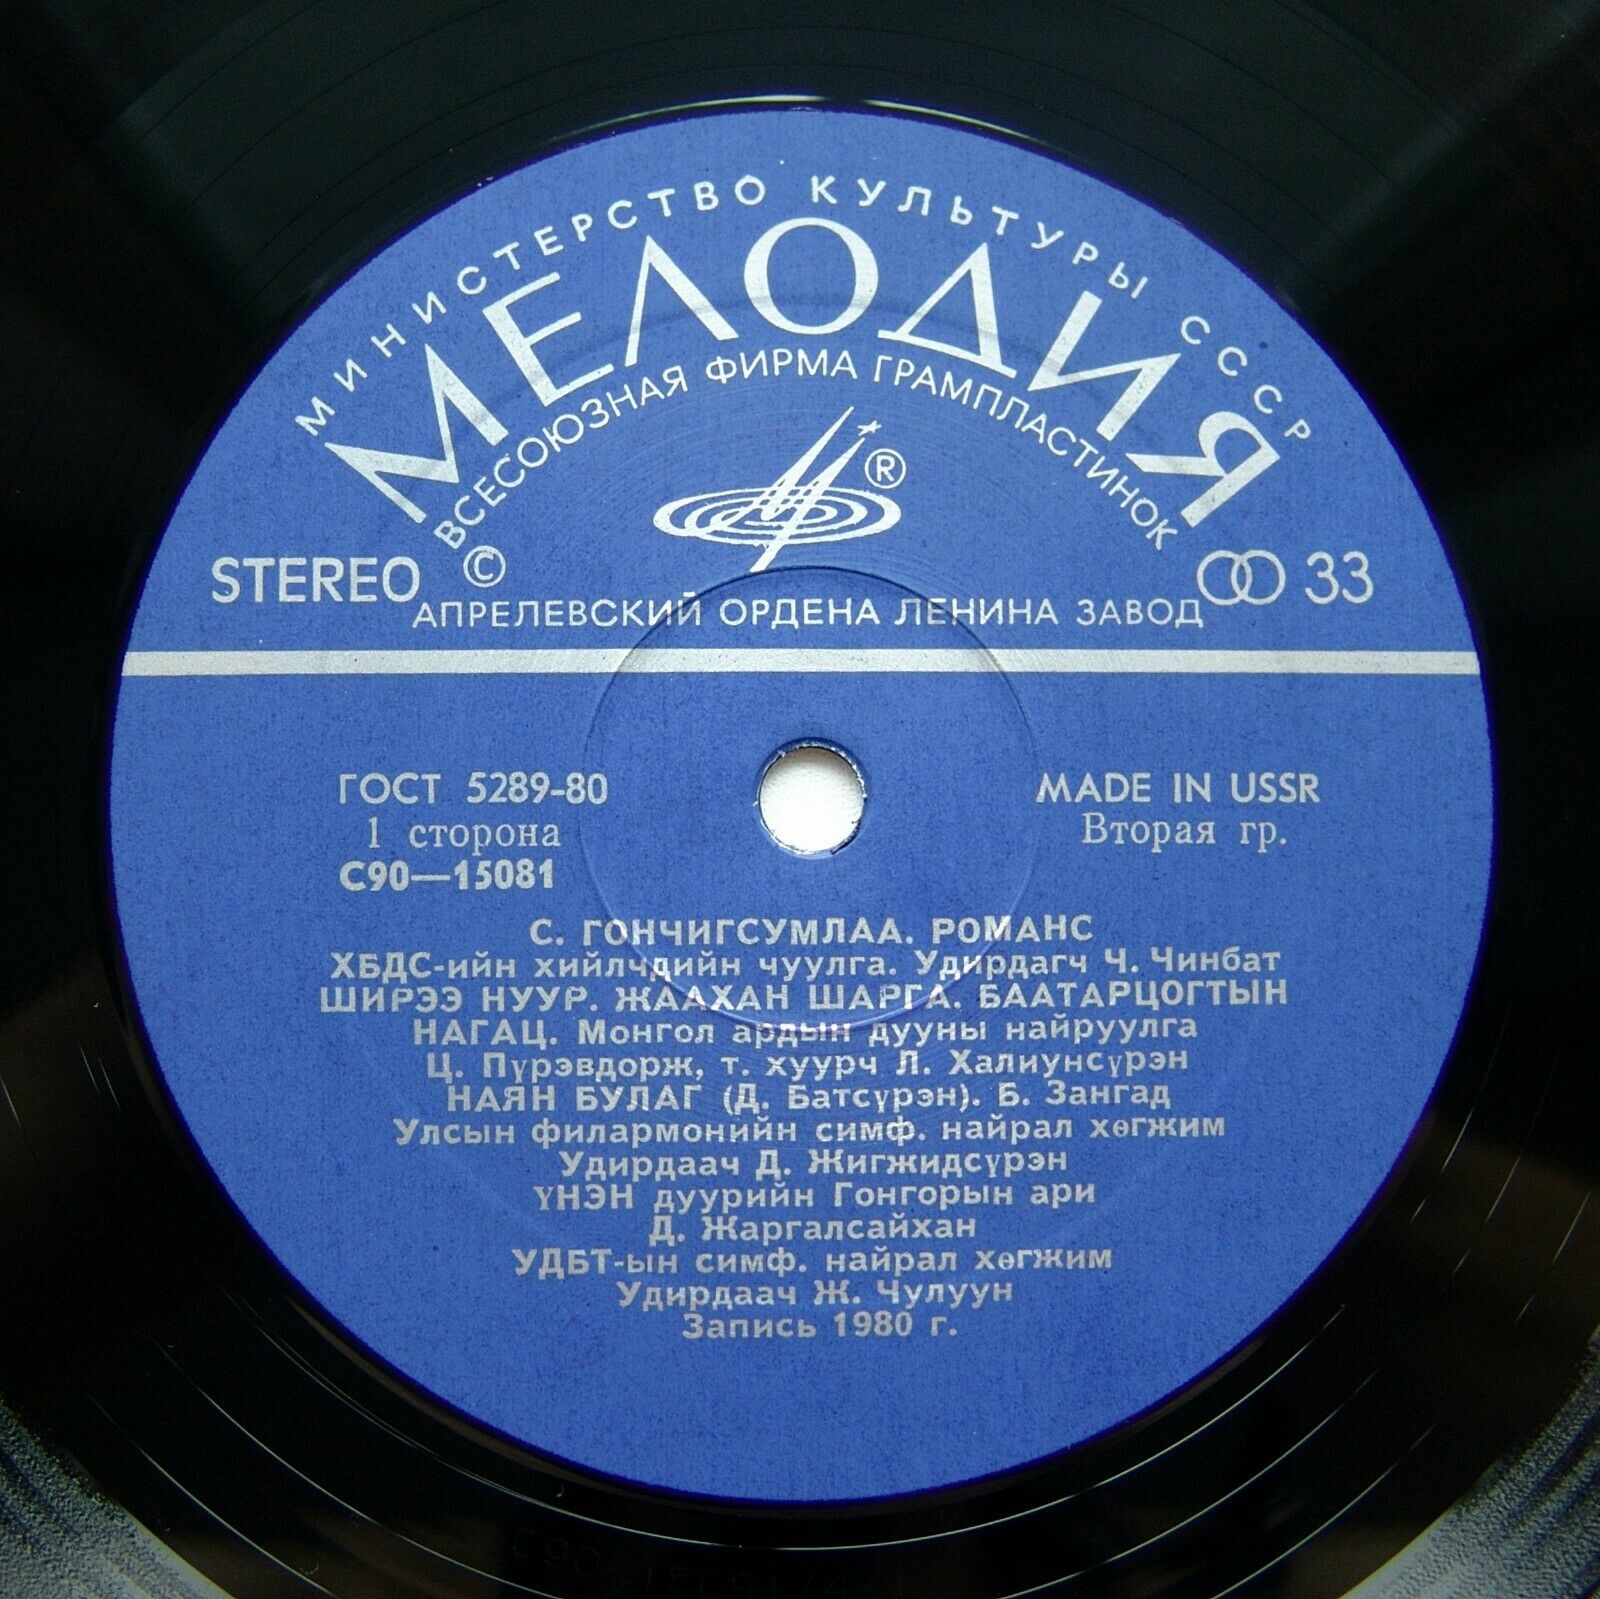 МИНИСТЕРСТВО КУЛЬТУРЫ СССР
МЕЛОДИЯ
ВСЕСОЮЗНАЯ ФИРМА ГРАМПЛАСТИНОК
®
STEREO © 33
АПРЕЛЕВСКИЙ ОРДЕНА ЛЕНИНА ЗАВОД
ГОСТ 5289-80 MADE IN USSR
1 сторона Вторая гр.
С90—15081
С. ГОНЧИГСУМЛАА. РОМАНС
ХБДС-ийн хийлчдийн чуулга. Удирдагч Ч. Чинбат
ШИРЭЭ НУУР. ЖААХАН ШАРГА. БААТАРЦОГТЫН
НАГАЦ. Монгол ардын дууны найруулга
Ц. Пүрэвдорж, т. хуурч Л. Халиунсүрэн
НАЯН БУЛАГ (Д. Батсүрэн). Б. Зангад
Улсын филармонийн симф. найрал хөгжим
Удирдаач Д. Жигжидсүрэн
ҮНЭН дуурийн Гонгорын ари
Д. Жаргалсайхан
УДБТ-ын симф. найрал хөгжим
Удирдаач Ж. Чулуун
Запись 1980 г.